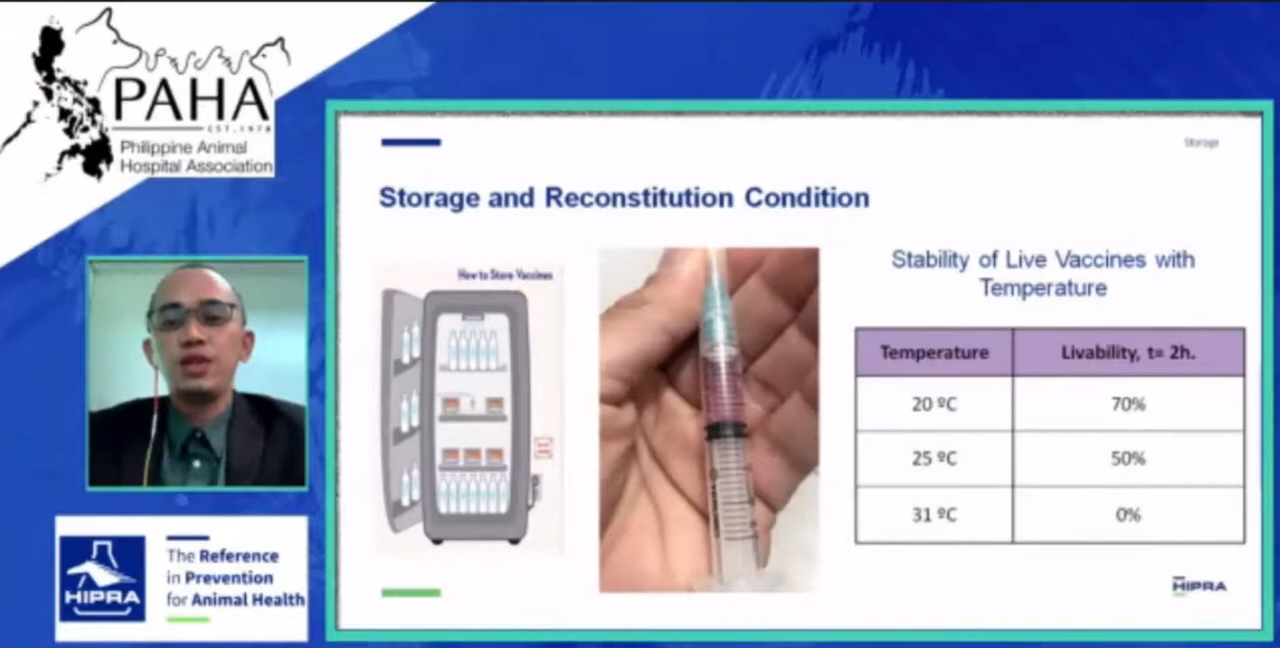 PAHA
EST. 1978
Philippine Animal
Hospital Association
Storage
Storage and Reconstitution Condition
How to Store Vaccines
Stability of Live Vaccines with
Temperature
Temperature Livability, t= 2h.
20 ºC 70%
25 ºC 50%
31 ºC 0%
HIPRA
HIPRA
The Reference
in Prevention
for Animal Health